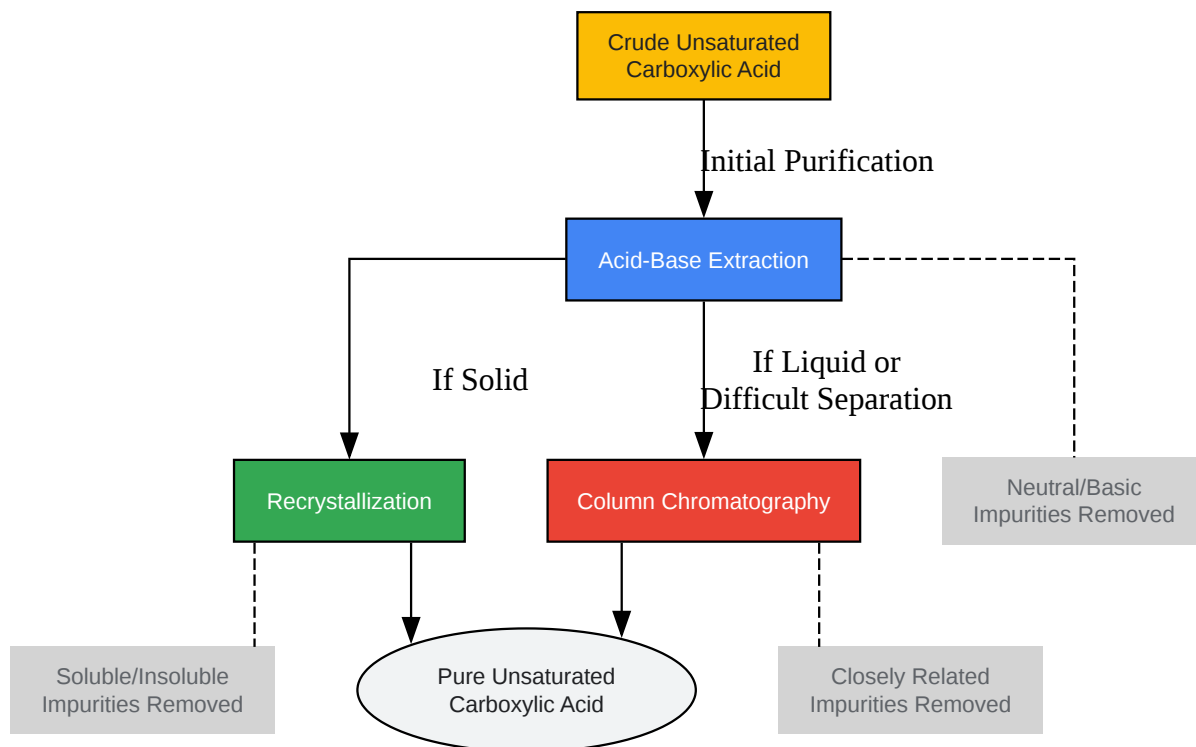 Crude Unsaturated
Carboxylic Acid
Initial Purification
Acid-Base Extraction
If Solid
If Liquid or
Difficult Separation
Recrystallization
Column Chromatography
Neutral/Basic
Impurities Removed
Soluble/Insoluble
Impurities Removed
Pure Unsaturated
Carboxylic Acid
Closely Related
Impurities Removed